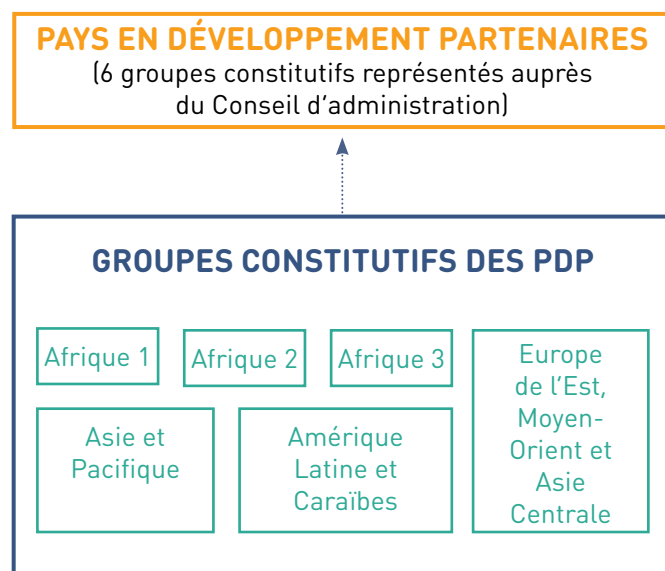 PAYS EN DÉVELOPPEMENT PARTENAIRES
(6 groupes constitutifs représentés auprès
du Conseil d'administration)
GROUPES CONSTITUTIFS DES PDP
Afrique 1
Afrique 2
Afrique 3
Europe
de l'Est,
Moyen-
Orient et
Asie
Centrale
Asie et
Pacifique
Amérique
Latine et
Caraïbes